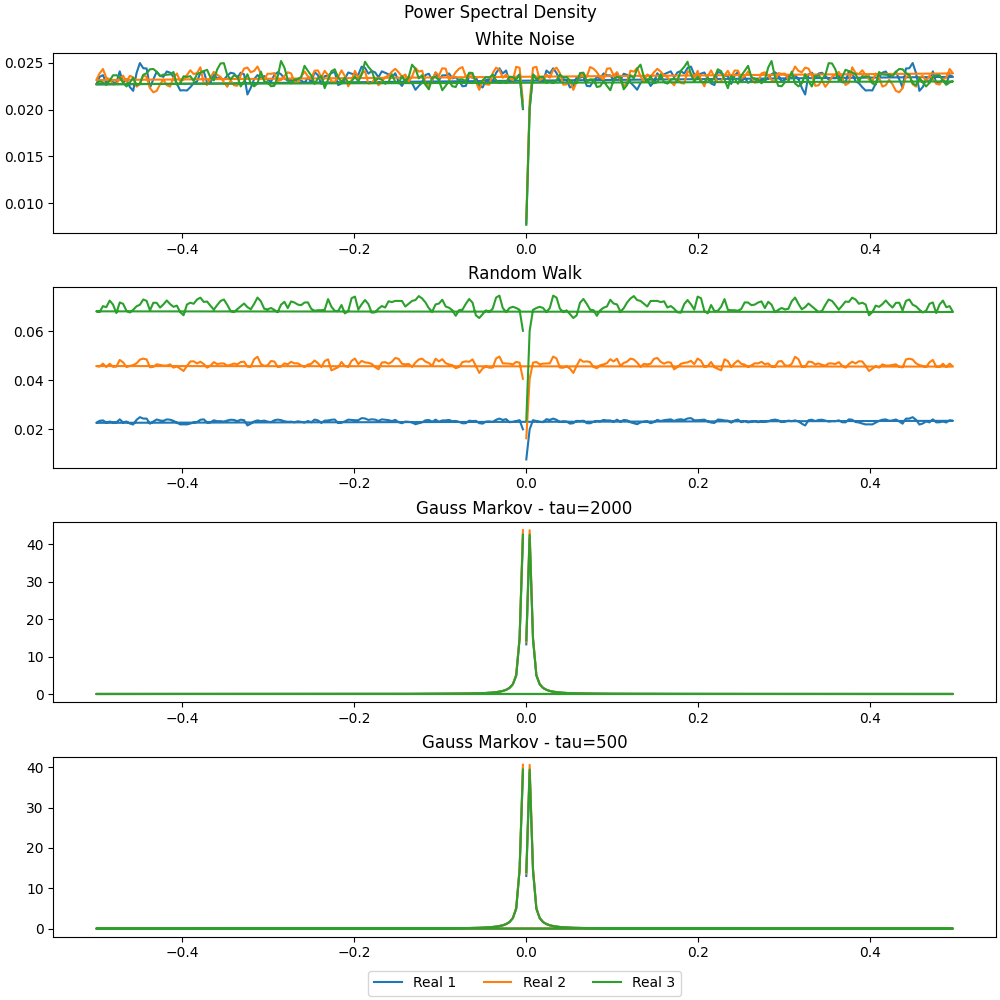 Power Spectral Density
White Noise
0.025
0.020
0.015
0.010
−0.4 −0.2 0.0 0.2 0.4
Random Walk
0.06
0.04
0.02
−0.4 −0.2 0.0 0.2 0.4
Gauss Markov - tau=2000
40
30
20
10
0
−0.4 −0.2 0.0 0.2 0.4
Gauss Markov - tau=500
40
30
20
10
0
−0.4 −0.2 0.0 0.2 0.4
Real 1 Real 2 Real 3